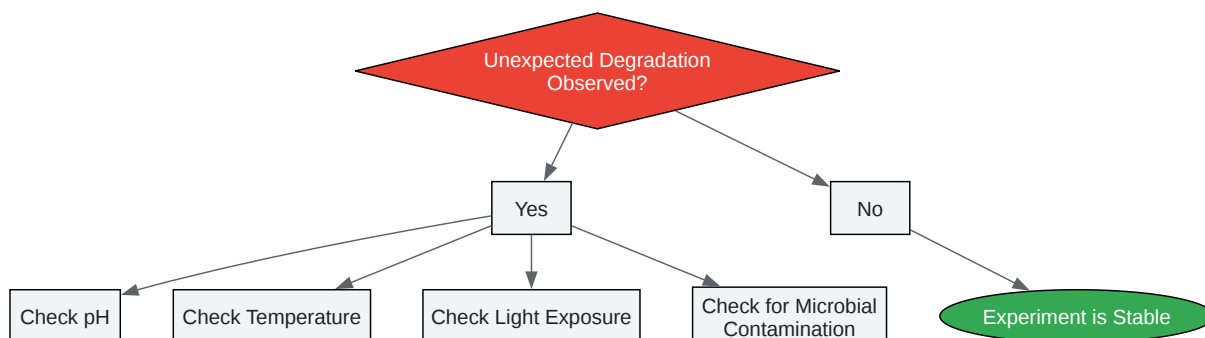 Unexpected Degradation
Observed?
Yes
No
Check pH
Check Temperature
Check Light Exposure
Check for Microbial
Contamination
Experiment is Stable